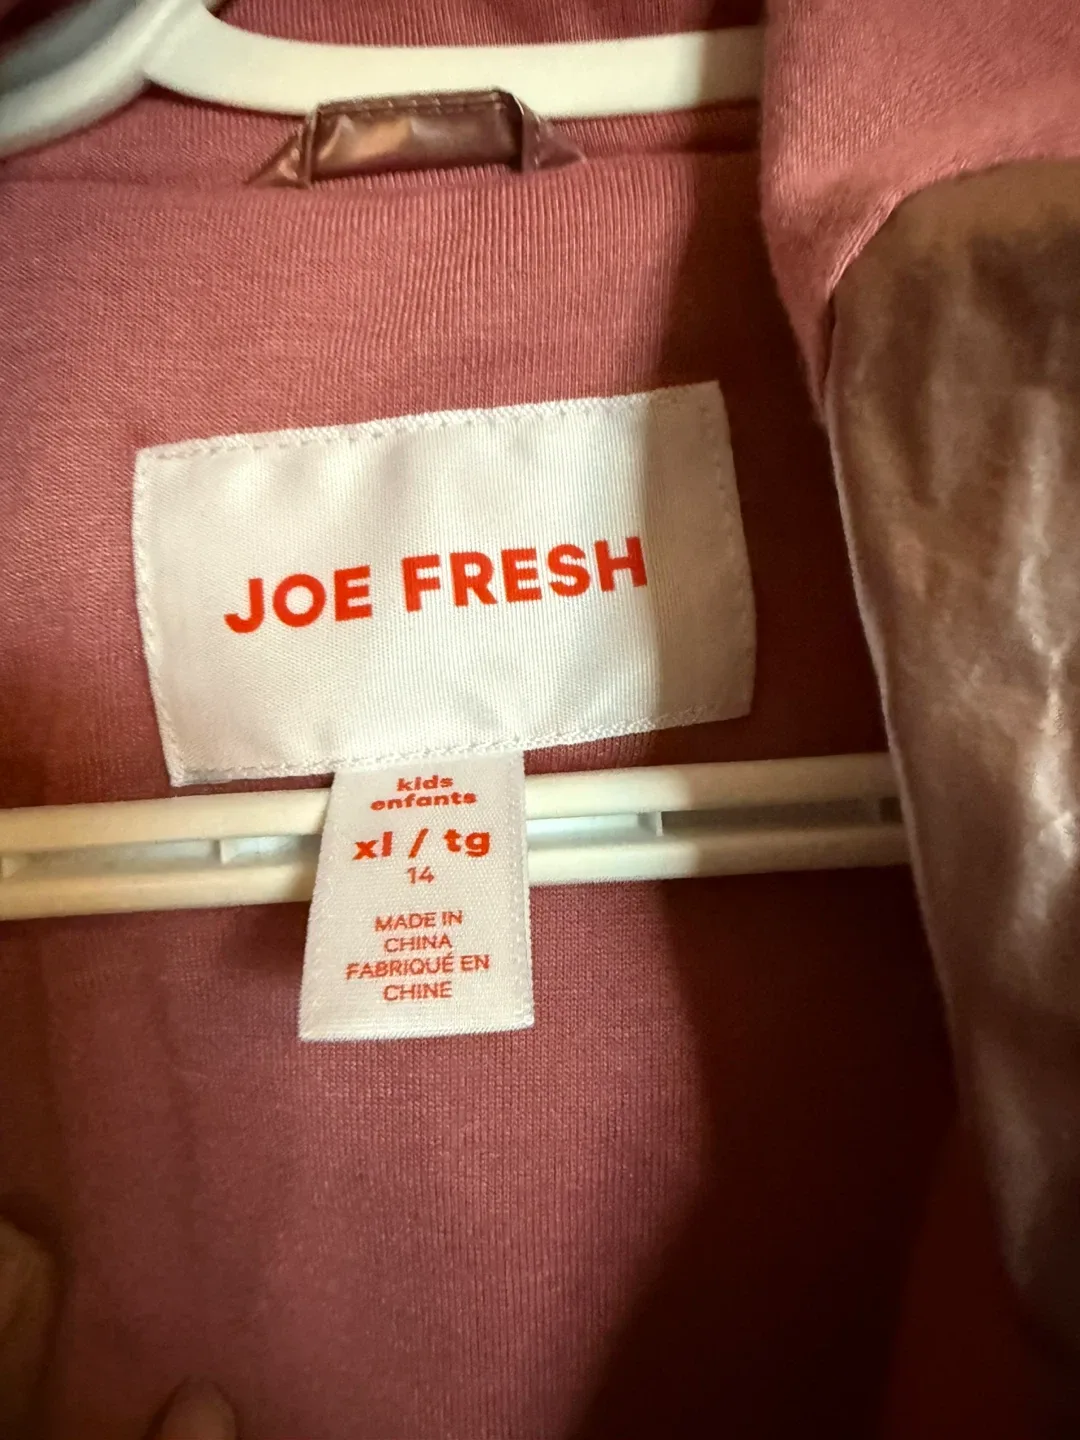 JOE FRESH
kids
enfants
xl / tg
14
MADE IN
CHINA
FABRIQUÉ EN
CHINE